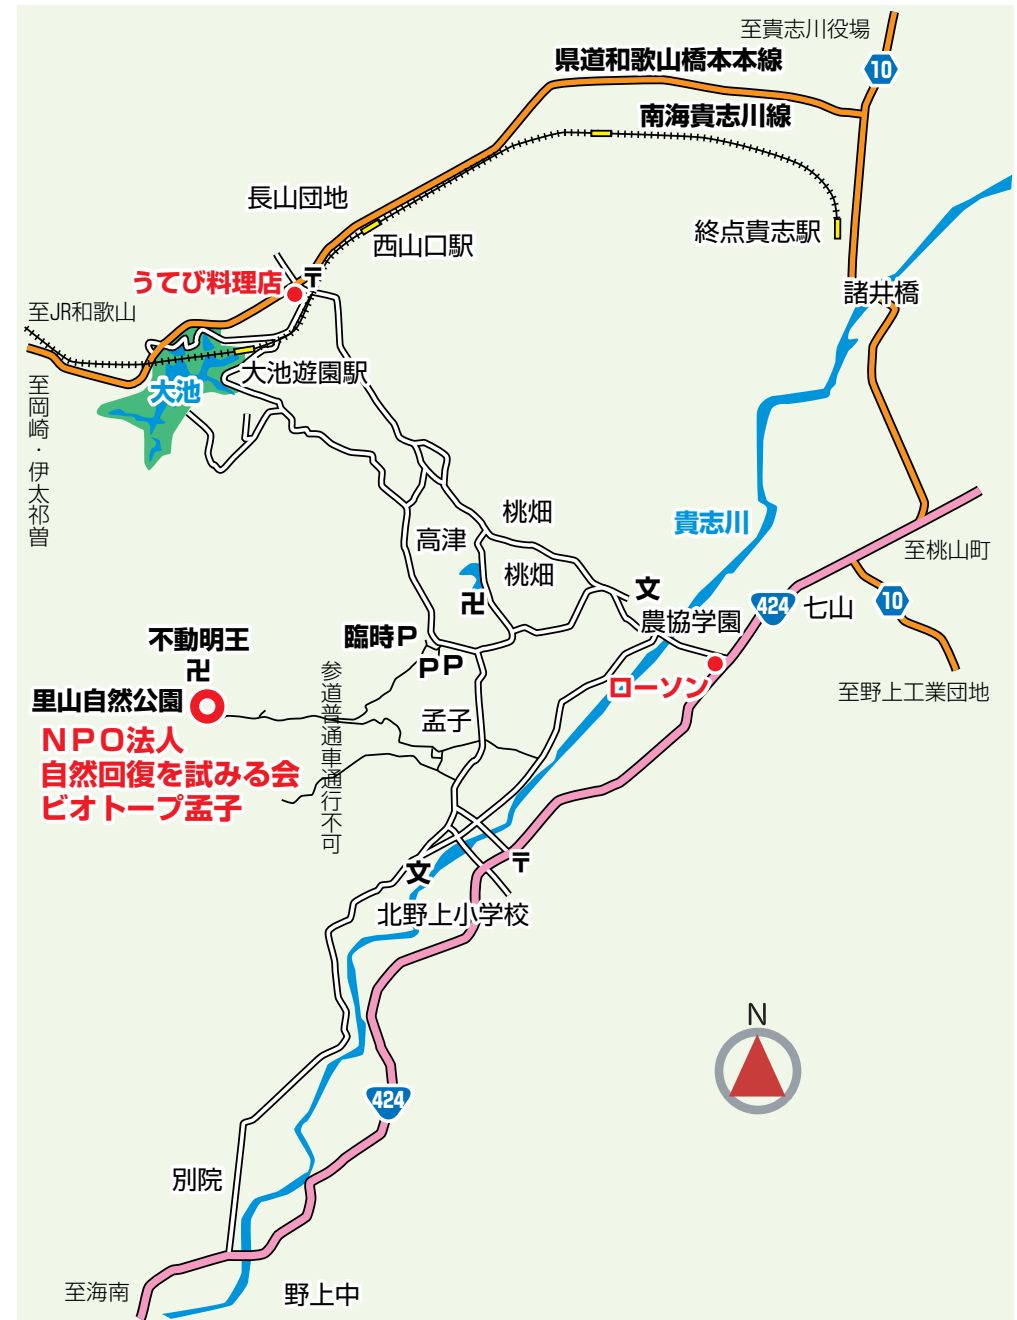 至貴志川役場
県道和歌山橋本本線
10
南海貴志川線
長山団地
西山口駅
終点貴志駅
〒
うてび料理店
諸井橋
至JR和歌山
大池遊園駅
至岡崎・伊太祁曽
大池
桃畑
貴志川
高津
至桃山町
桃畑
卍
文
424
七山
10
農協学園
臨時P
不動明王
卍
PP
参道普通車通行不可
ローソン
至野上工業団地
里山自然公園
孟子
NPO法人
自然回復を試みる会
ビオトープ孟子
〒
文
北野上小学校
N
424
別院
至海南
野上中